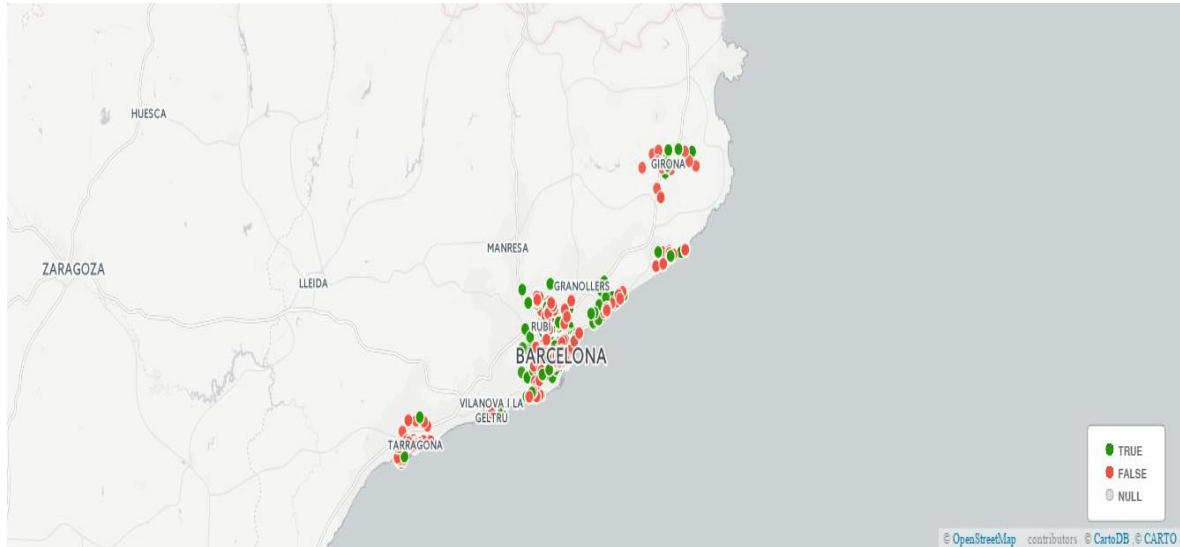 HUESCA
GIRONA
MANRESA
ZARAGOZA
LLEIDA
GRANOLLERS
RUBÍ
BARCELONA
VILANOVA I LA
GELTRÚ
TARRAGONA
TRUE
FALSE
NULL
© OpenStreetMap contributors © CartoDB ,© CARTO